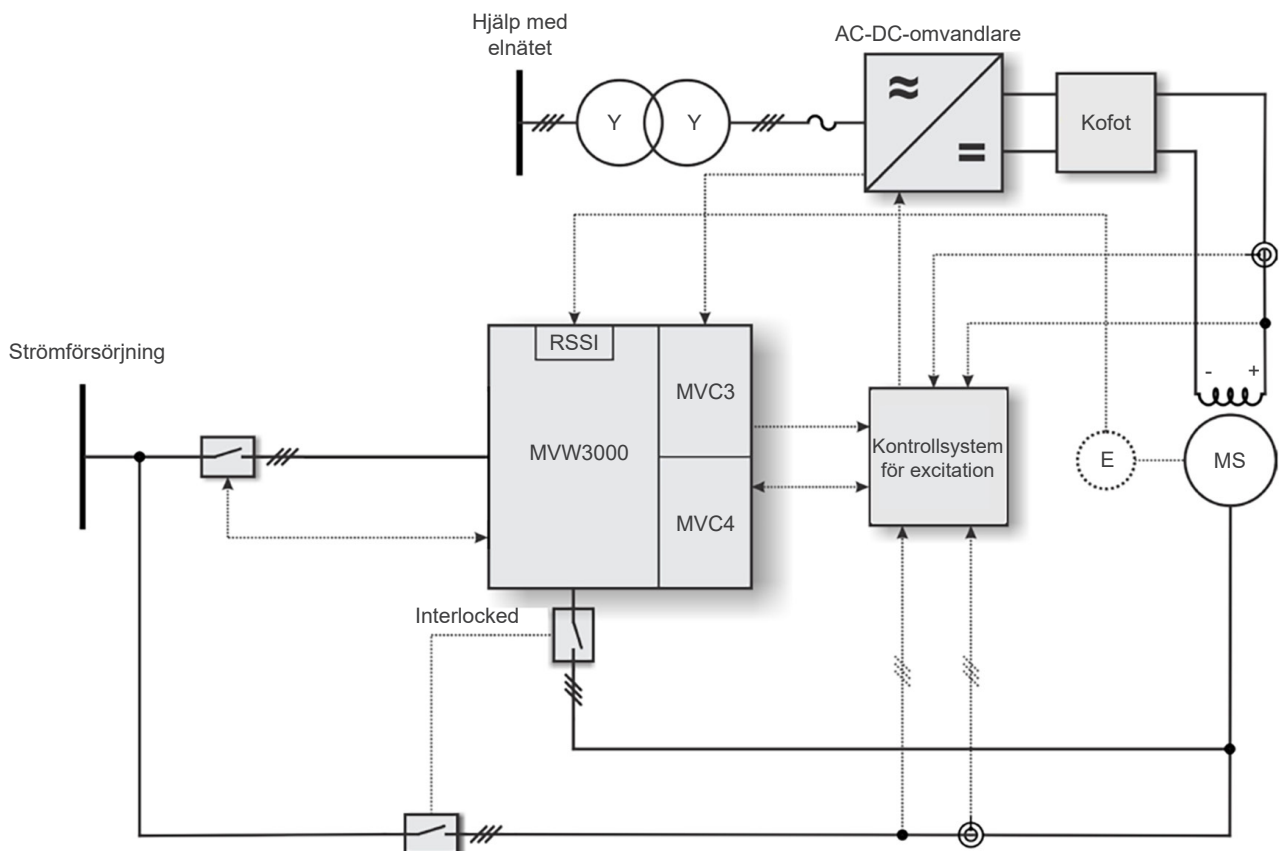 Hjälp med
elnätet
AC-DC-omvandlare
Y
Y
Kofot
Strömförsörjning
RSSI
MVW3000
MVC3
MVC4
Kontrollsystem
för excitation
- +
E
MS
Interlocked